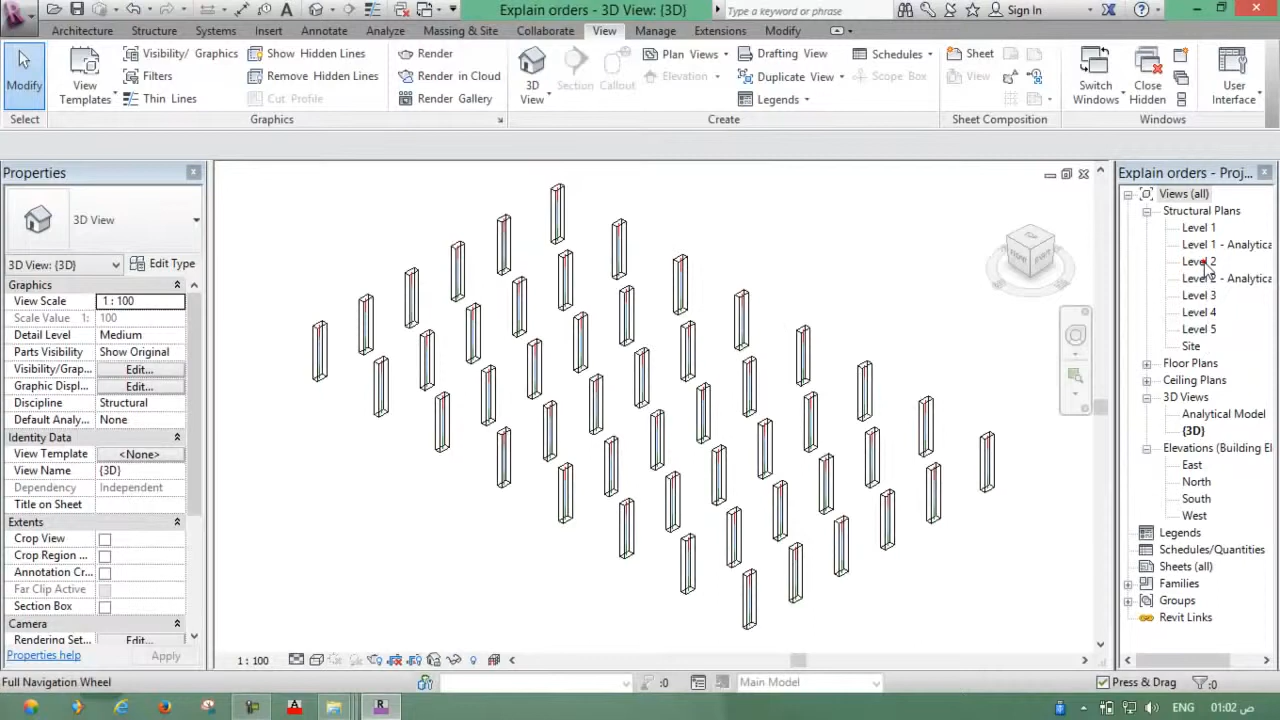 Explain orders - 3D View: {3D}
Type a keyword or phrase
Sign In
Architecture Structure Systems Insert Annotate Analyze Massing & Site Collaborate View Manage Extensions Modify
Modify
View Templates
Visibility/ Graphics
Filters
Thin Lines
Show Hidden Lines
Remove Hidden Lines
Cut Profile
Render
Render in Cloud
Render Gallery
3D View
Section
Callout
Plan Views
Elevation
Drafting View
Duplicate View
Legends
Schedules
Scope Box
Sheet
View
Switch Windows
Close Hidden
User Interface
Select
Graphics
Create
Sheet Composition
Windows
Properties
3D View
3D View: {3D}
Edit Type
Graphics
View Scale 1 : 100
Scale Value 1: 100
Detail Level Medium
Parts Visibility Show Original
Visibility/Grap... Edit...
Graphic Displ... Edit...
Discipline Structural
Default Analy... None
Identity Data
View Template <None>
View Name {3D}
Dependency Independent
Title on Sheet
Extents
Crop View
Crop Region ...
Annotation Cr...
Far Clip Active
Section Box
Camera
Rendering Set... Edit...
Properties help
Apply
Explain orders - Proj...
Views (all)
Structural Plans
Level 1
Level 1 - Analytica
Level 2
Level 2 - Analytica
Level 3
Level 4
Level 5
Site
Floor Plans
Ceiling Plans
3D Views
Analytical Model
{3D}
Elevations (Building El
East
North
South
West
Legends
Schedules/Quantities
Sheets (all)
Families
Groups
Revit Links
1 : 100
Full Navigation Wheel
:0
Main Model
Press & Drag
:0
ENG
01:02 ص